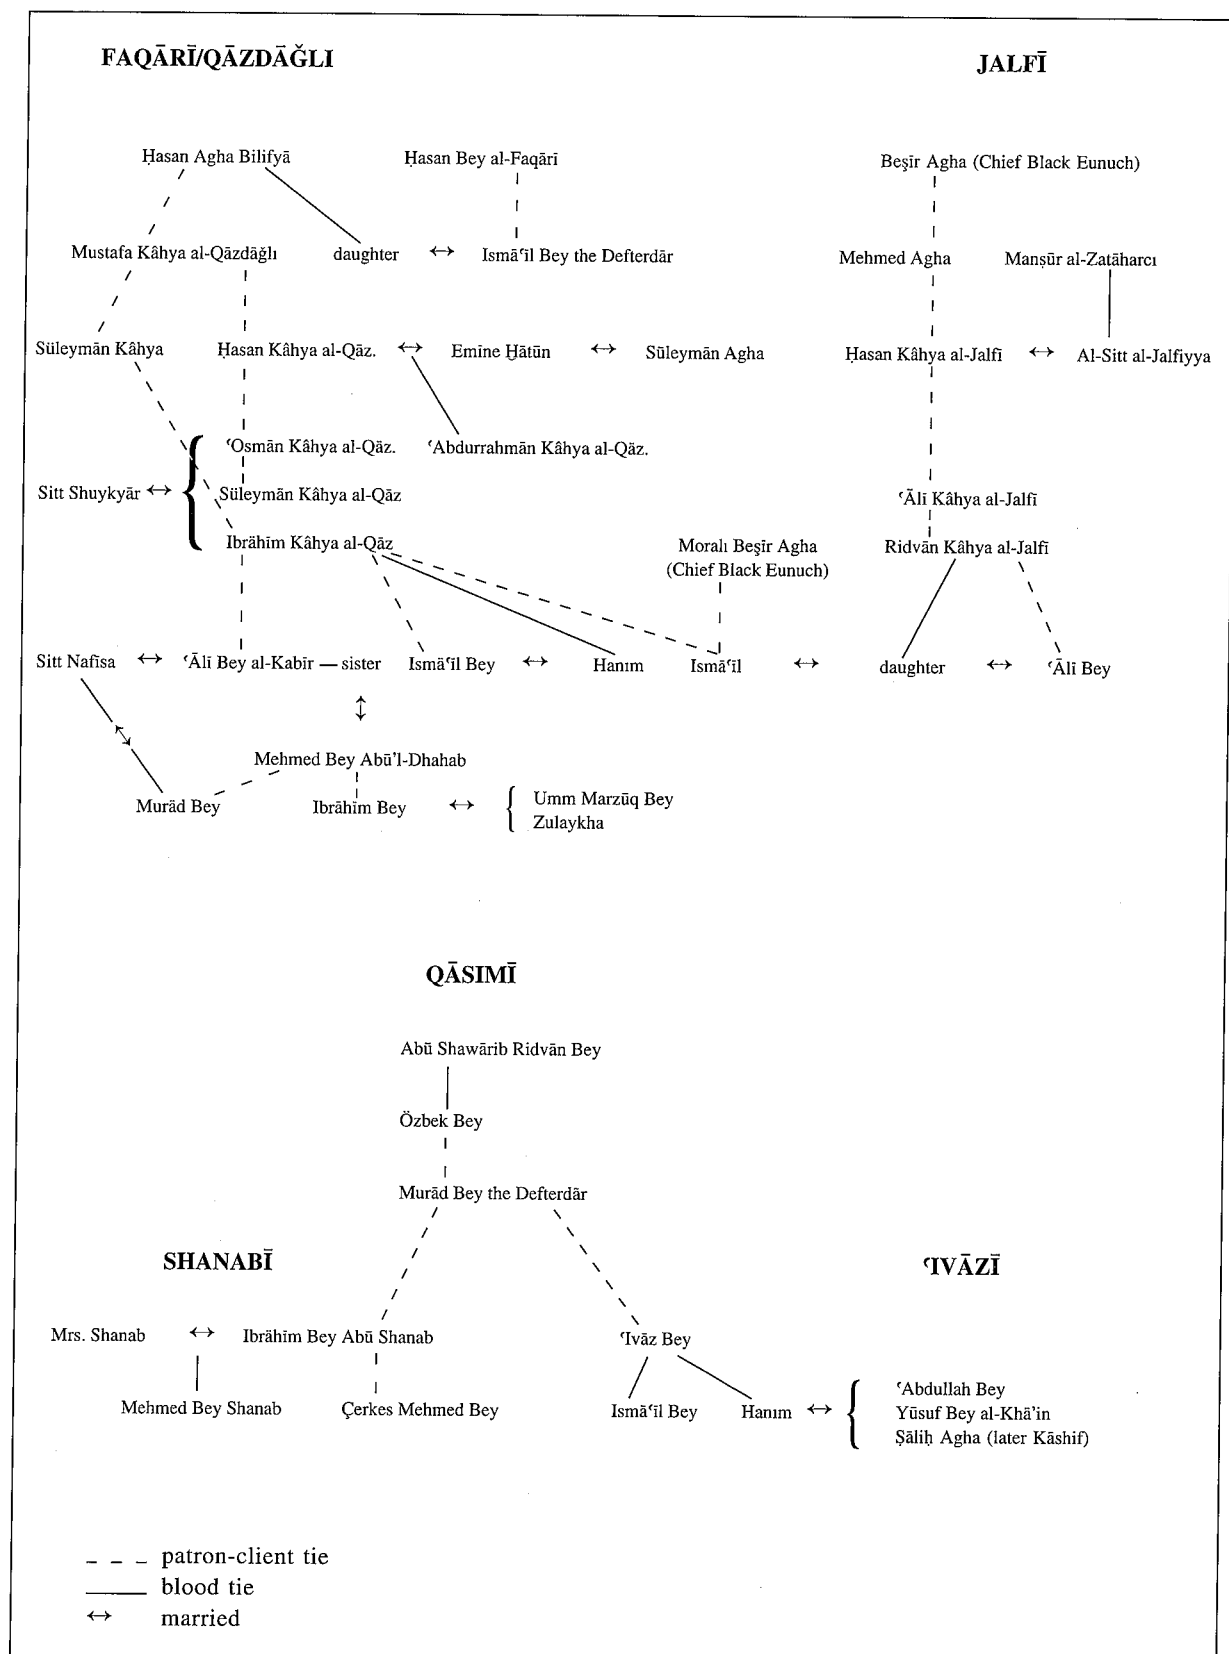 FAQĀRĪ/QĀZDĀĞLI
JALFĪ
Ḥasan Agha Bilifyā
Ḥasan Bey al-Faqārī
Beşīr Agha (Chief Black Eunuch)
Mustafa Kâhya al-Qāzdāğlı
daughter ↔ Ismāʿīl Bey the Defterdār
Mehmed Agha
Manṣūr al-Zatāharcı
Süleymān Kâhya
Ḥasan Kâhya al-Qāz. ↔ Emīne Ḫātūn ↔ Süleymān Agha
Ḥasan Kâhya al-Jalfī ↔ Al-Sitt al-Jalfiyya
ʿOsmān Kâhya al-Qāz.
ʿAbdurrahmān Kâhya al-Qāz.
Sitt Shuykyār ↔
Süleymān Kâhya al-Qāz
ʿĀlī Kâhya al-Jalfī
Ibrāhīm Kâhya al-Qāz
Moralı Beşīr Agha
(Chief Black Eunuch)
Ridvān Kâhya al-Jalfī
Sitt Nafīsa ↔ ʿĀlī Bey al-Kabīr — sister
Ismāʿīl Bey ↔ Hanım
Ismāʿīl ↔ daughter ↔ ʿĀlī Bey
↕
Mehmed Bey Abū’l-Dhahab
Murād Bey
Ibrāhīm Bey ↔ { Umm Marzūq Bey
Zulaykha
QĀSIMĪ
Abū Shawārib Ridvān Bey
Özbek Bey
Murād Bey the Defterdār
SHANABĪ
ʿIVĀZĪ
Mrs. Shanab ↔ Ibrāhīm Bey Abū Shanab
ʿIvāz Bey
Mehmed Bey Shanab
Çerkes Mehmed Bey
Ismāʿīl Bey
Hanım ↔ { ʿAbdullah Bey
Yūsuf Bey al-Khā’in
Ṣāliḥ Agha (later Kāshif)
_ _ _ patron-client tie
____ blood tie
↔ married